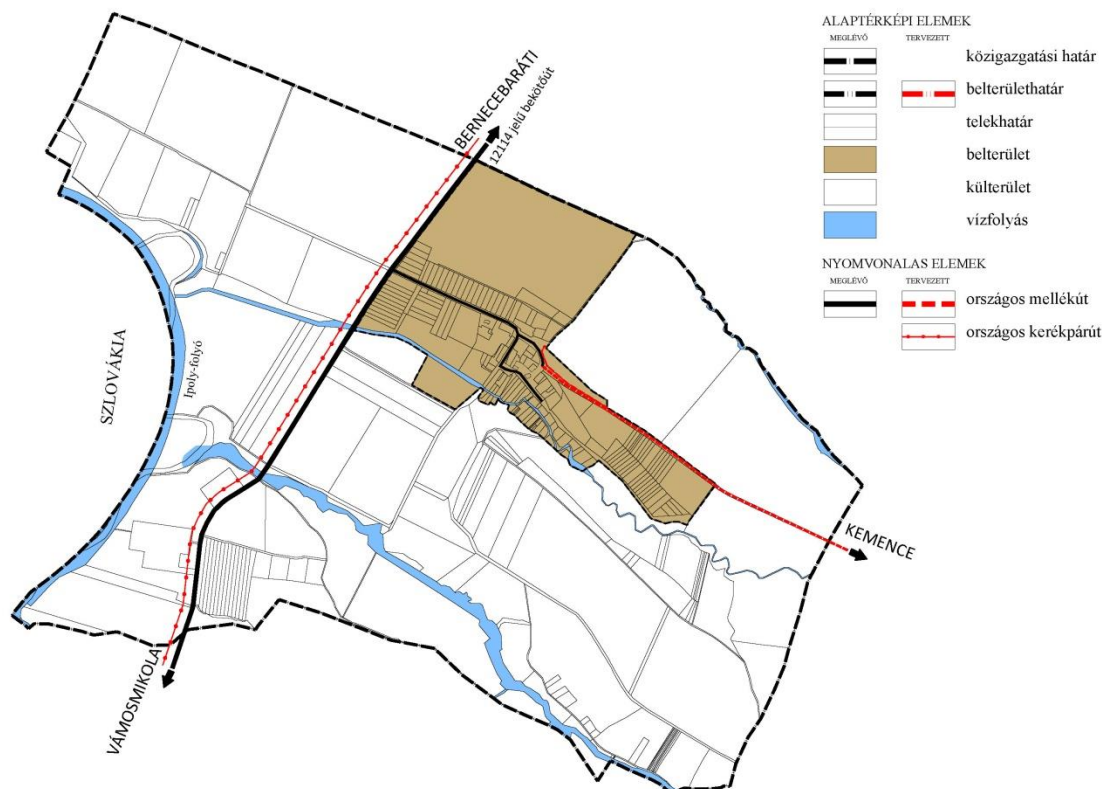 ALAPTÉRKÉPI ELEMEK
MEGLÉVŐ TERVEZETT
közigazgatási határ
belterülethatár
telekhatár
belterület
külterület
vízfolyás
NYOMVONALAS ELEMEK
MEGLÉVŐ TERVEZETT
országos mellékút
országos kerékpárút
BERNECEBARÁTI
12114 jelű bekötőút
SZLOVÁKIA
Ipoly-folyó
KEMENCE
VÁMOSMIKOLA